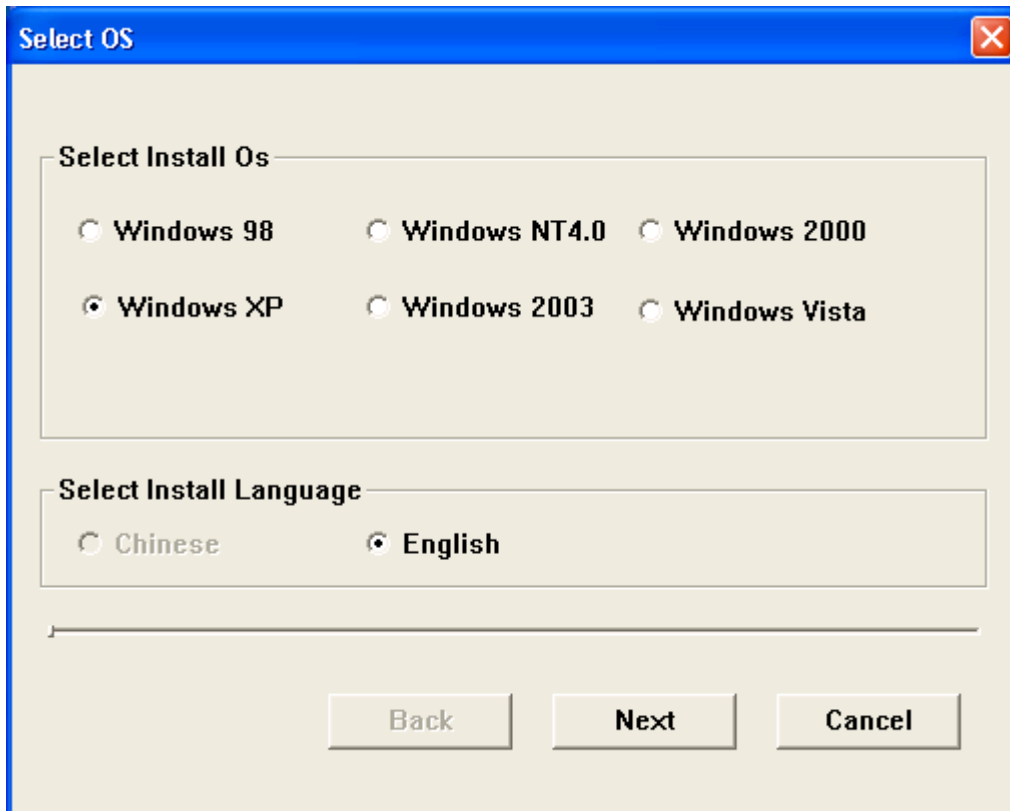 Select OS
Select Install Os
Windows 98 Windows NT4.0 Windows 2000
Windows XP Windows 2003 Windows Vista
Select Install Language
Chinese English
Back Next Cancel